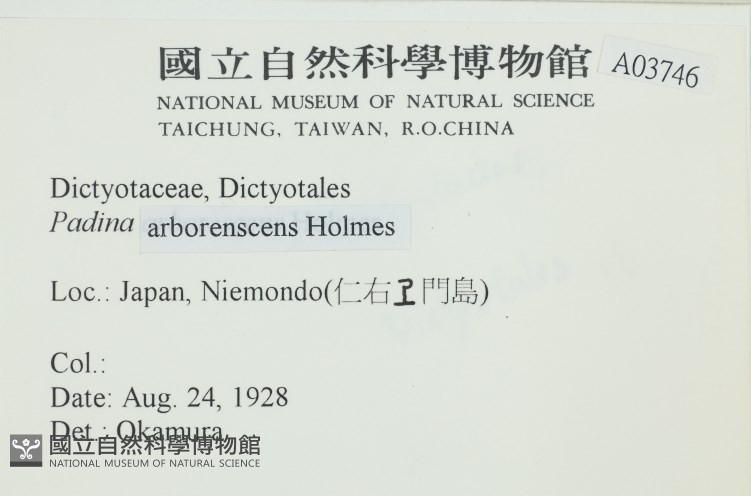 國立自然科學博物館
A03746
NATIONAL MUSEUM OF NATURAL SCIENCE
TAICHUNG, TAIWAN, R.O.CHINA
Dictyotaceae, Dictyotales
Padina arborenscens Holmes
Loc.: Japan, Niemondo(仁右ヱ門島)
Col.:
Date: Aug. 24, 1928
Det.: Okamura
國立自然科學博物館
NATIONAL MUSEUM OF NATURAL SCIENCE